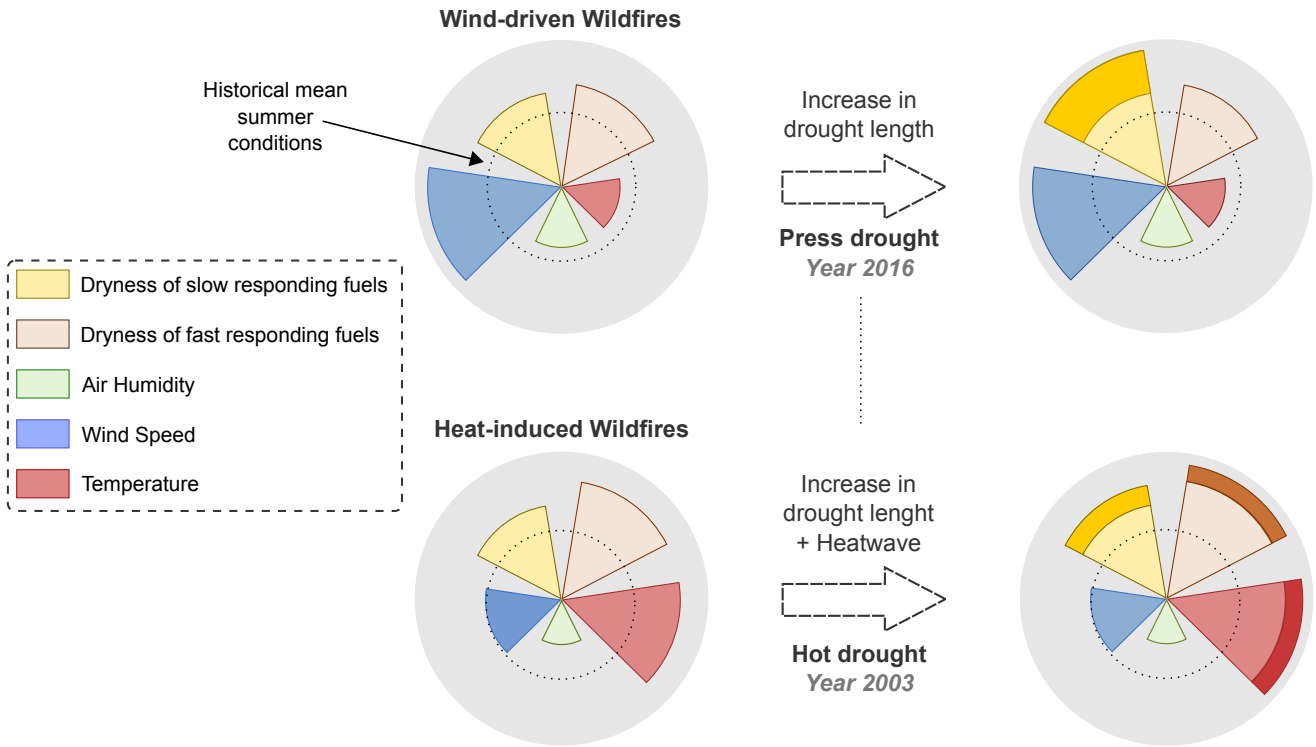 Wind-driven Wildfires
Historical mean
summer
conditions
Increase in
drought length
Press drought
Year 2016
Dryness of slow responding fuels
Dryness of fast responding fuels
Air Humidity
Wind Speed
Temperature
Heat-induced Wildfires
Increase in
drought lenght
+ Heatwave
Hot drought
Year 2003